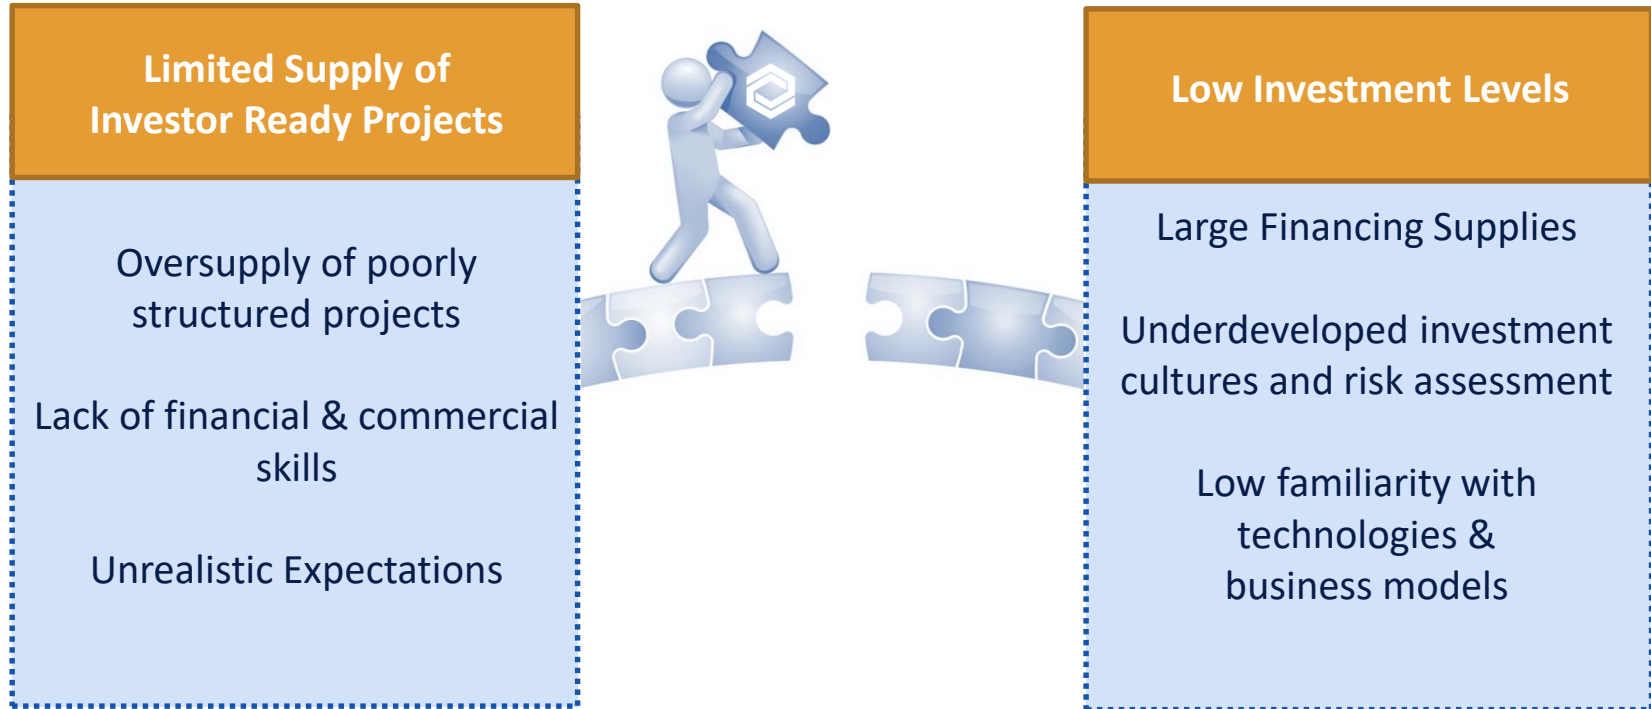 Limited Supply of
Investor Ready Projects
Oversupply of poorly
structured projects
Lack of financial & commercial
skills
Unrealistic Expectations
Low Investment Levels
Large Financing Supplies
Underdeveloped investment
cultures and risk assessment
Low familiarity with
technologies &
business models